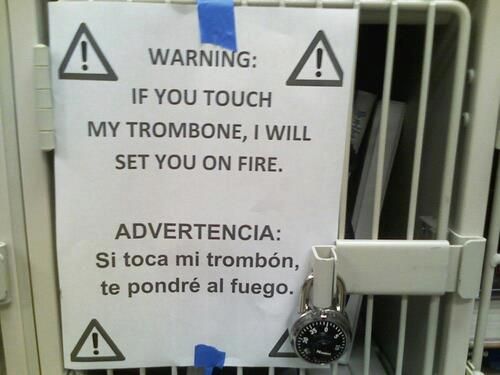 WARNING:
IF YOU TOUCH
MY TROMBONE, I WILL
SET YOU ON FIRE.
ADVERTENCIA:
Si toca mi trombón,
te pondré al fuego.